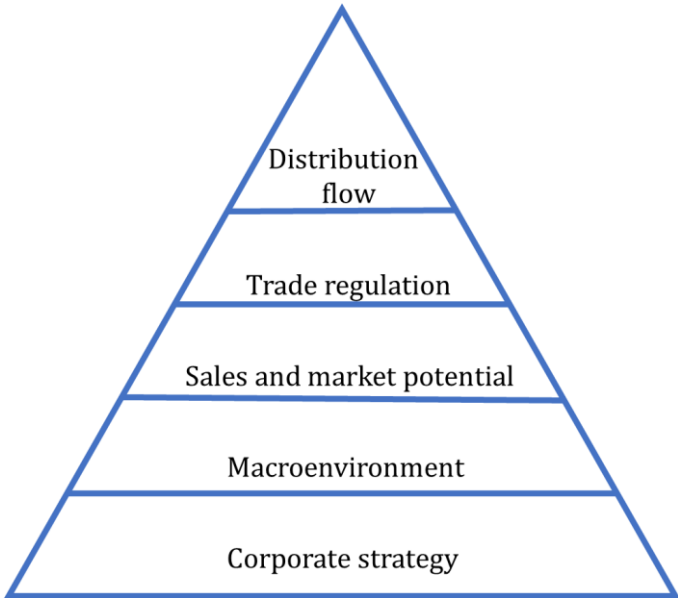 Distribution
flow
Trade regulation
Sales and market potential
Macroenvironment
Corporate strategy